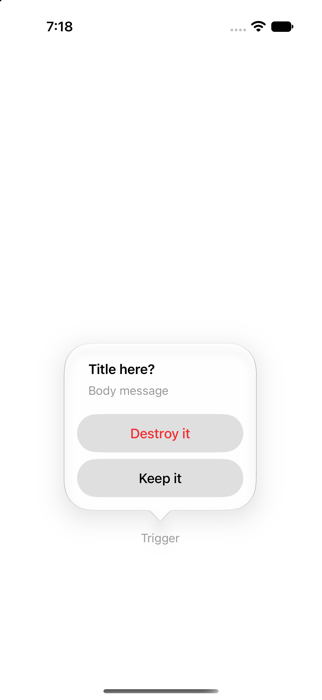 7:18
Title here?
Body message
Destroy it
Keep it
Trigger